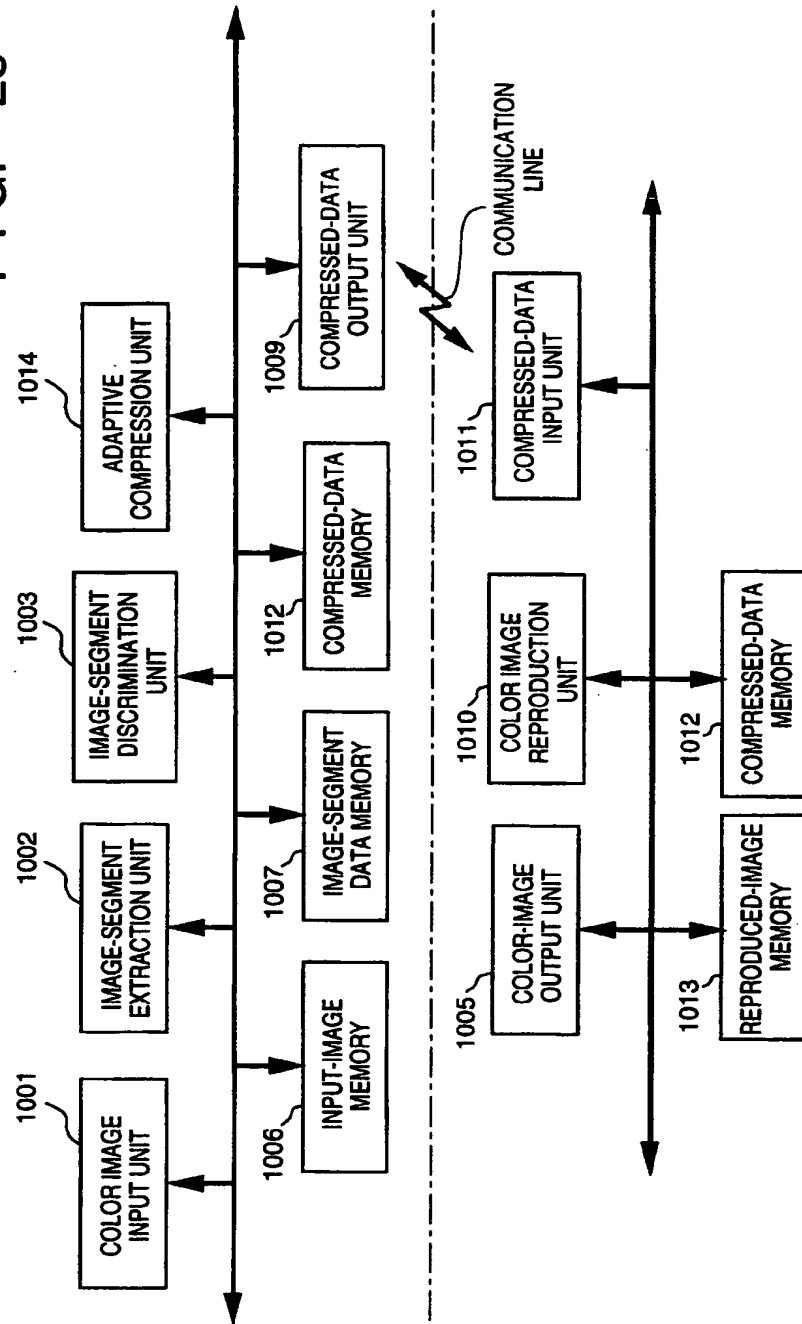 1001
COLOR IMAGE
INPUT UNIT
1002
IMAGE-SEGMENT
EXTRACTION UNIT
1003
IMAGE-SEGMENT
DISCRIMINATION
UNIT
1014
ADAPTIVE
COMPRESSION UNIT
1006
INPUT-IMAGE
MEMORY
1007
IMAGE-SEGMENT
DATA MEMORY
1012
COMPRESSED-DATA
MEMORY
1009
COMPRESSED-DATA
OUTPUT UNIT
COMMUNICATION
LINE
1005
COLOR-IMAGE
OUTPUT UNIT
1010
COLOR IMAGE
REPRODUCTION
UNIT
1011
COMPRESSED-DATA
INPUT UNIT
1013
REPRODUCED-IMAGE
MEMORY
1012
COMPRESSED-DATA
MEMORY